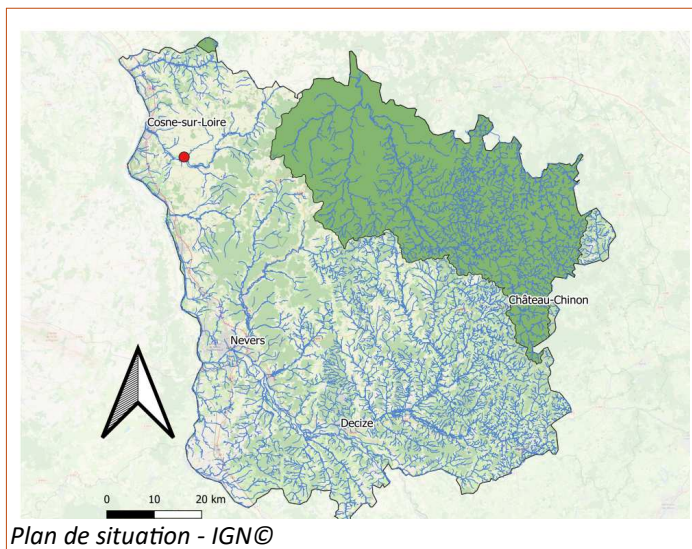 Cosne-sur-Loire
Château-Chinon
Nevers
Decize
0 10 20 km
Plan de situation - IGN©